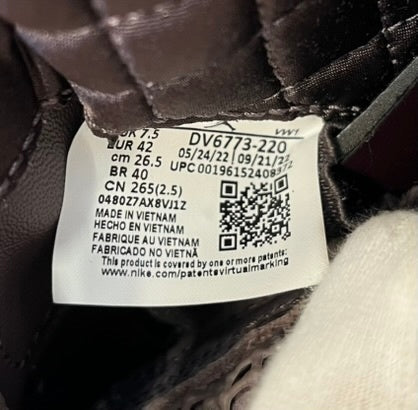 UK 7.5
EUR 42
cm 26.5
BR 40
CN 265(2.5)
0480Z7AX8VJ1Z
MADE IN VIETNAM
HECHO EN VIETNAM
FABRIQUE AU VIETNAM
FABRICADO NO VIETNÃ
VW1
DV6773-220
05/24/22 09/21/22
UPC
This product is covered by one or more patents:
www.nike.com/patentsvirtualmarking